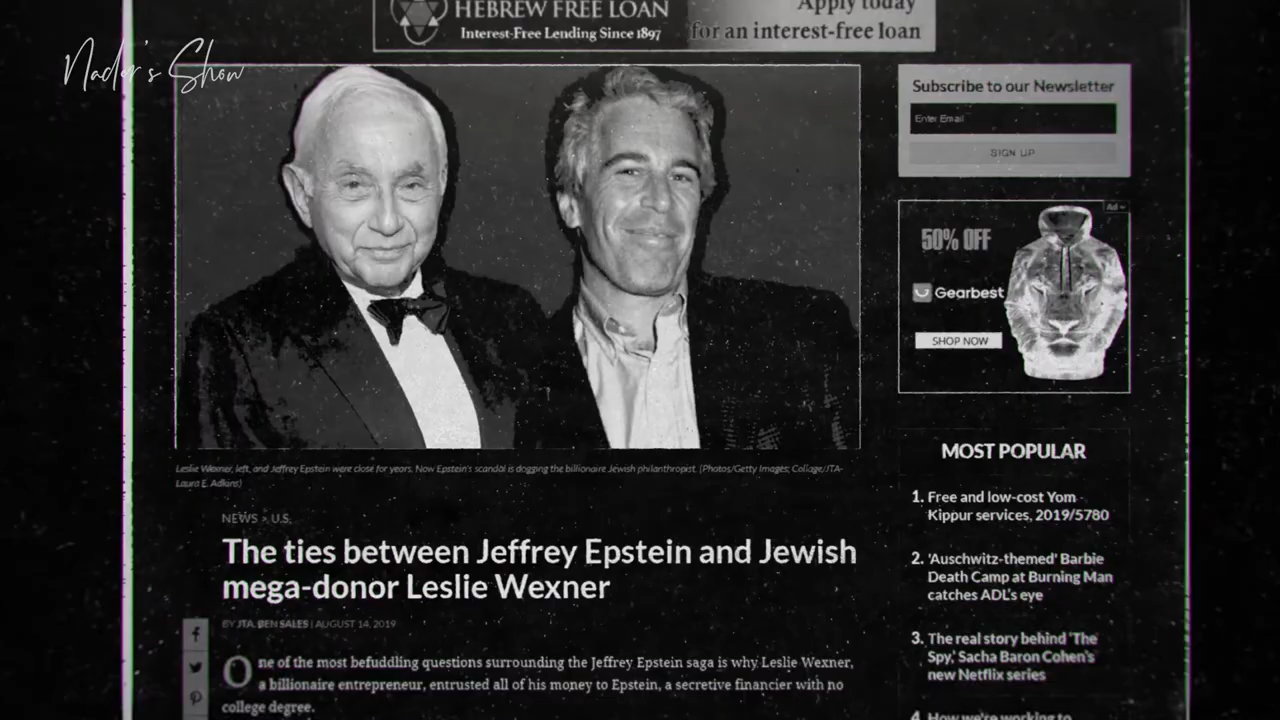 Nader's Show
HEBREW FREE LOAN
Interest-Free Lending Since 1897
Apply today
for an interest-free loan
Subscribe to our Newsletter
Enter Email
SIGN UP
Ad
50% OFF
Gearbest
SHOP NOW
Leslie Wexner, left, and Jeffrey Epstein were close for years. Now Epstein's scandal is dogging the billionaire Jewish philanthropist. (Photos/Getty Images; Collage/JTA-
Laura E. Adkins)
NEWS > U.S.
The ties between Jeffrey Epstein and Jewish
mega-donor Leslie Wexner
BY JTA, BEN SALES | AUGUST 14, 2019
One of the most befuddling questions surrounding the Jeffrey Epstein saga is why Leslie Wexner,
a billionaire entrepreneur, entrusted all of his money to Epstein, a secretive financier with no
college degree.
MOST POPULAR
1. Free and low-cost Yom
Kippur services, 2019/5780
2. 'Auschwitz-themed' Barbie
Death Camp at Burning Man
catches ADL's eye
3. The real story behind 'The
Spy,' Sacha Baron Cohen's
new Netflix series
4. How we're working to